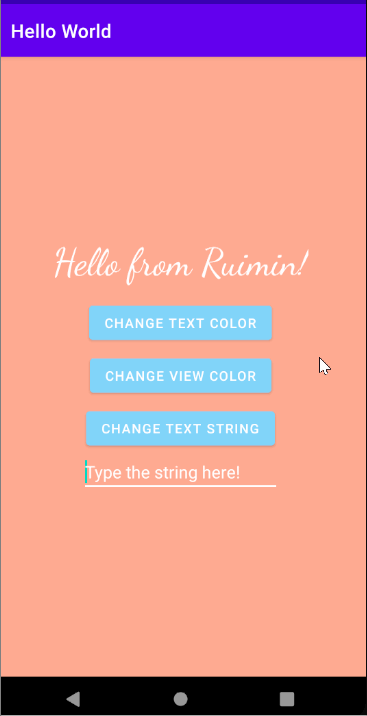 Hello World
Hello from Ruimin!
CHANGE TEXT COLOR
CHANGE VIEW COLOR
CHANGE TEXT STRING
Type the string here!